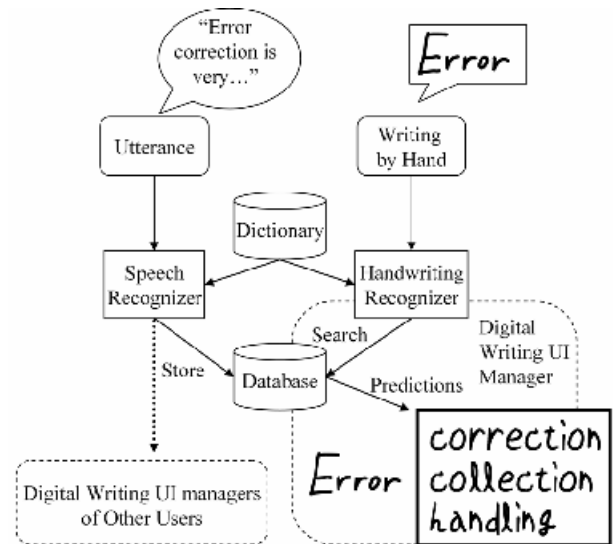 “Error
correction is
very…”
Error
Utterance
Writing
by Hand
Dictionary
Speech
Recognizer
Handwriting
Recognizer
Store
Search
Database
Predictions
Digital
Writing UI
Manager
Digital Writing UI managers
of Other Users
Error
correction
collection
handling